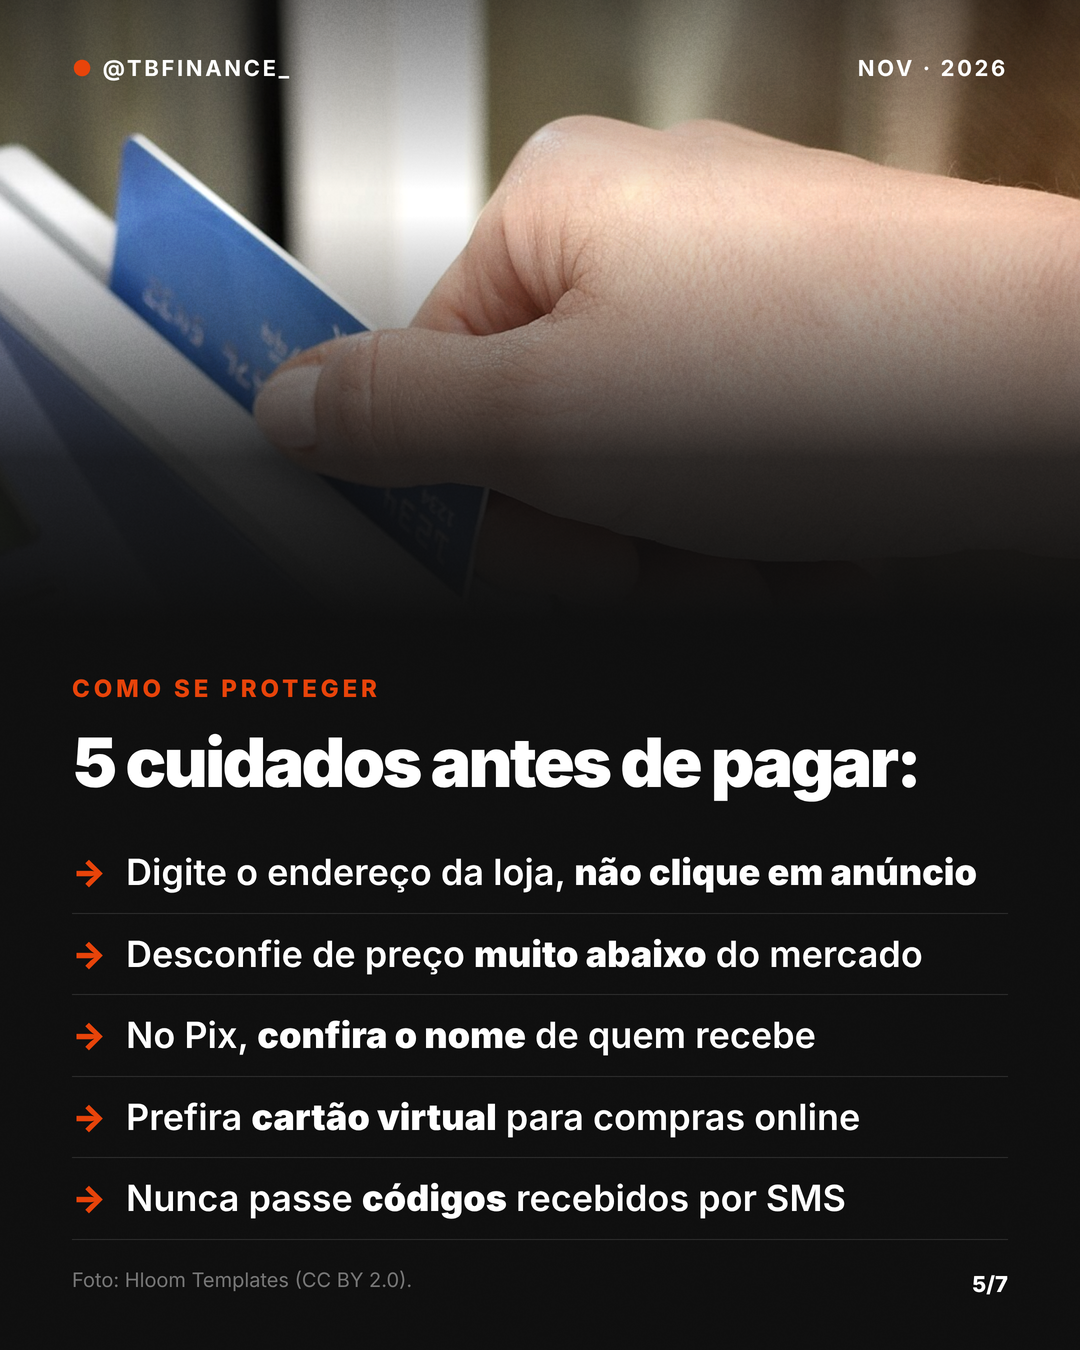 @TBFINANCE_
NOV · 2026
COMO SE PROTEGER
5 cuidados antes de pagar:
→ Digite o endereço da loja, não clique em anúncio
→ Desconfie de preço muito abaixo do mercado
→ No Pix, confira o nome de quem recebe
→ Prefira cartão virtual para compras online
→ Nunca passe códigos recebidos por SMS
Foto: Hloom Templates (CC BY 2.0).
5/7